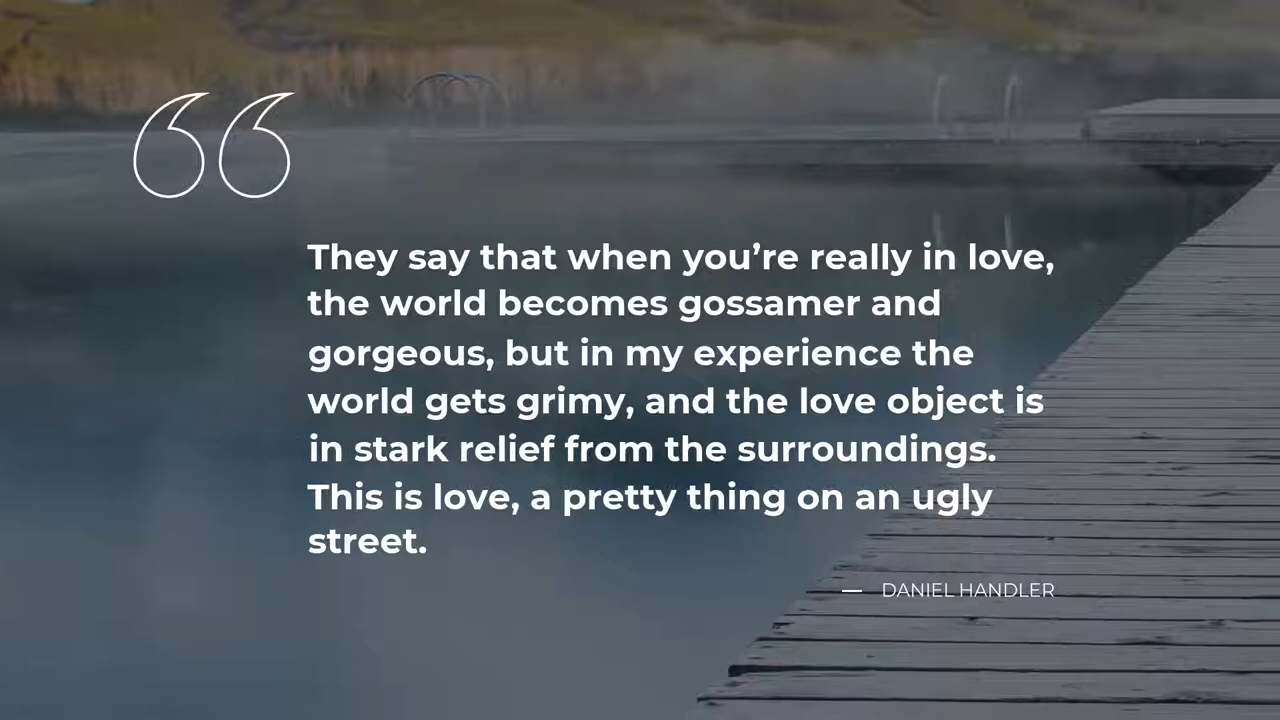 “
They say that when you’re really in love,
the world becomes gossamer and
gorgeous, but in my experience the
world gets grimy, and the love object is
in stark relief from the surroundings.
This is love, a pretty thing on an ugly
street.
— DANIEL HANDLER